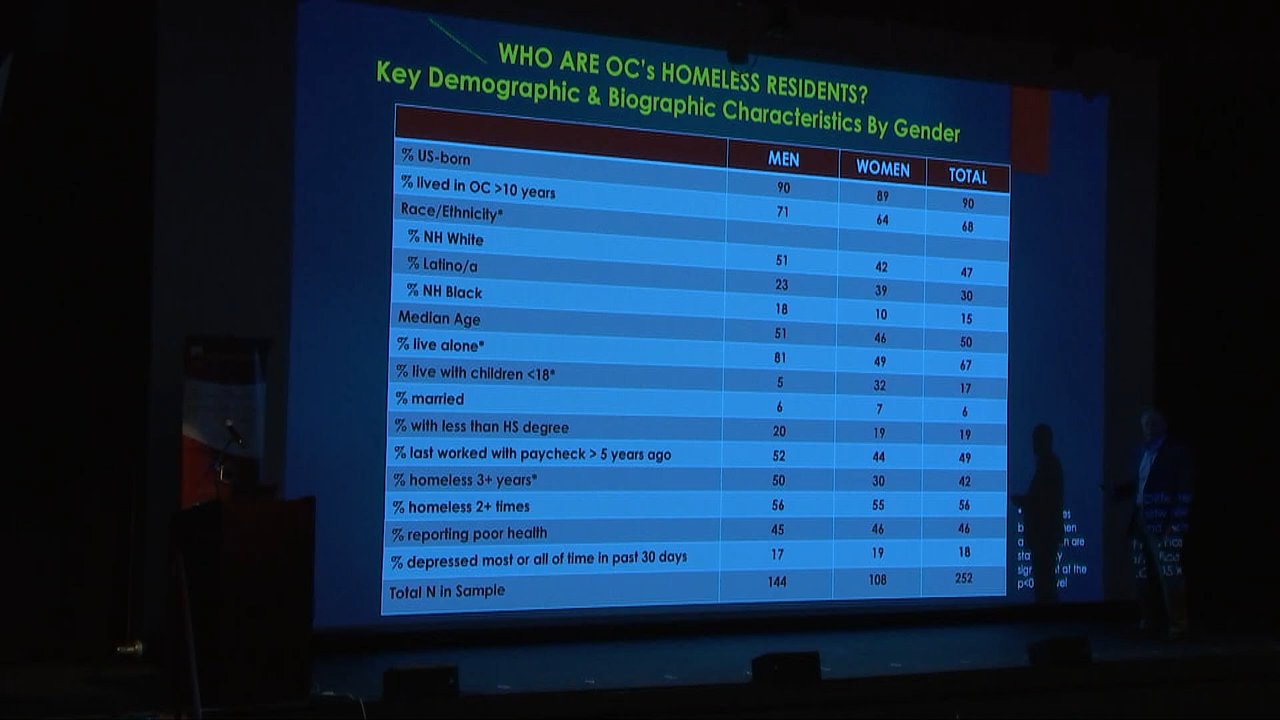 WHO ARE OC's HOMELESS RESIDENTS?
Key Demographic & Biographic Characteristics By Gender
MEN WOMEN TOTAL
% US-born 90 89 90
% lived in OC >10 years 71 64 68
Race/Ethnicity*
% NH White 51 42 47
% Latino/a 23 39 30
% NH Black 18 10 15
Median Age 51 46 50
% live alone* 81 49 67
% live with children <18* 5 32 17
% married 6 7 6
% with less than HS degree 20 19 19
% last worked with paycheck > 5 years ago 52 44 49
% homeless 3+ years* 50 30 42
% homeless 2+ times 56 55 56
% reporting poor health 45 46 46
% depressed most or all of time in past 30 days 17 19 18
Total N in Sample 144 108 252
are
at the